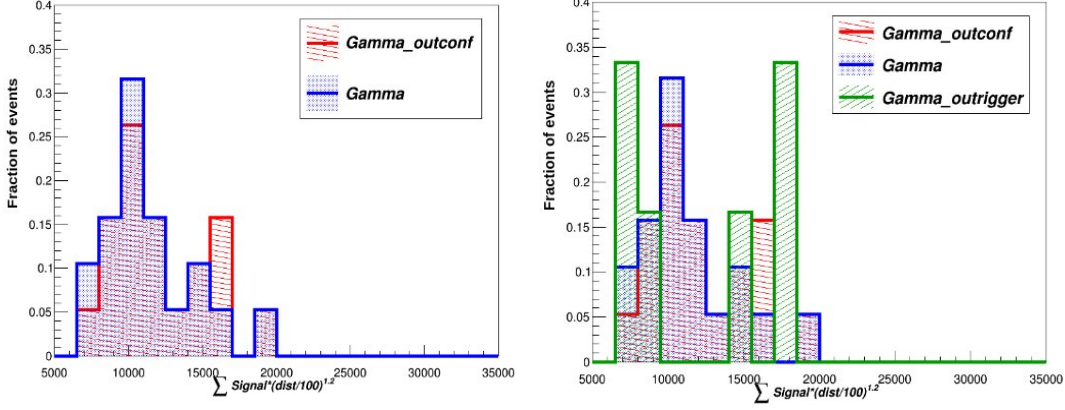 0.4
0.35
0.3
0.25
0.2
0.15
0.1
0.05
0
Fraction of events
Gamma_outconf
Gamma
5000 10000 15000 20000 25000 30000 35000
∑ Signal*(dist/100)^1.2
0.4
0.35
0.3
0.25
0.2
0.15
0.1
0.05
0
Fraction of events
Gamma_outconf
Gamma
Gamma_outrigger
5000 10000 15000 20000 25000 30000 35000
∑ Signal*(dist/100)^1.2